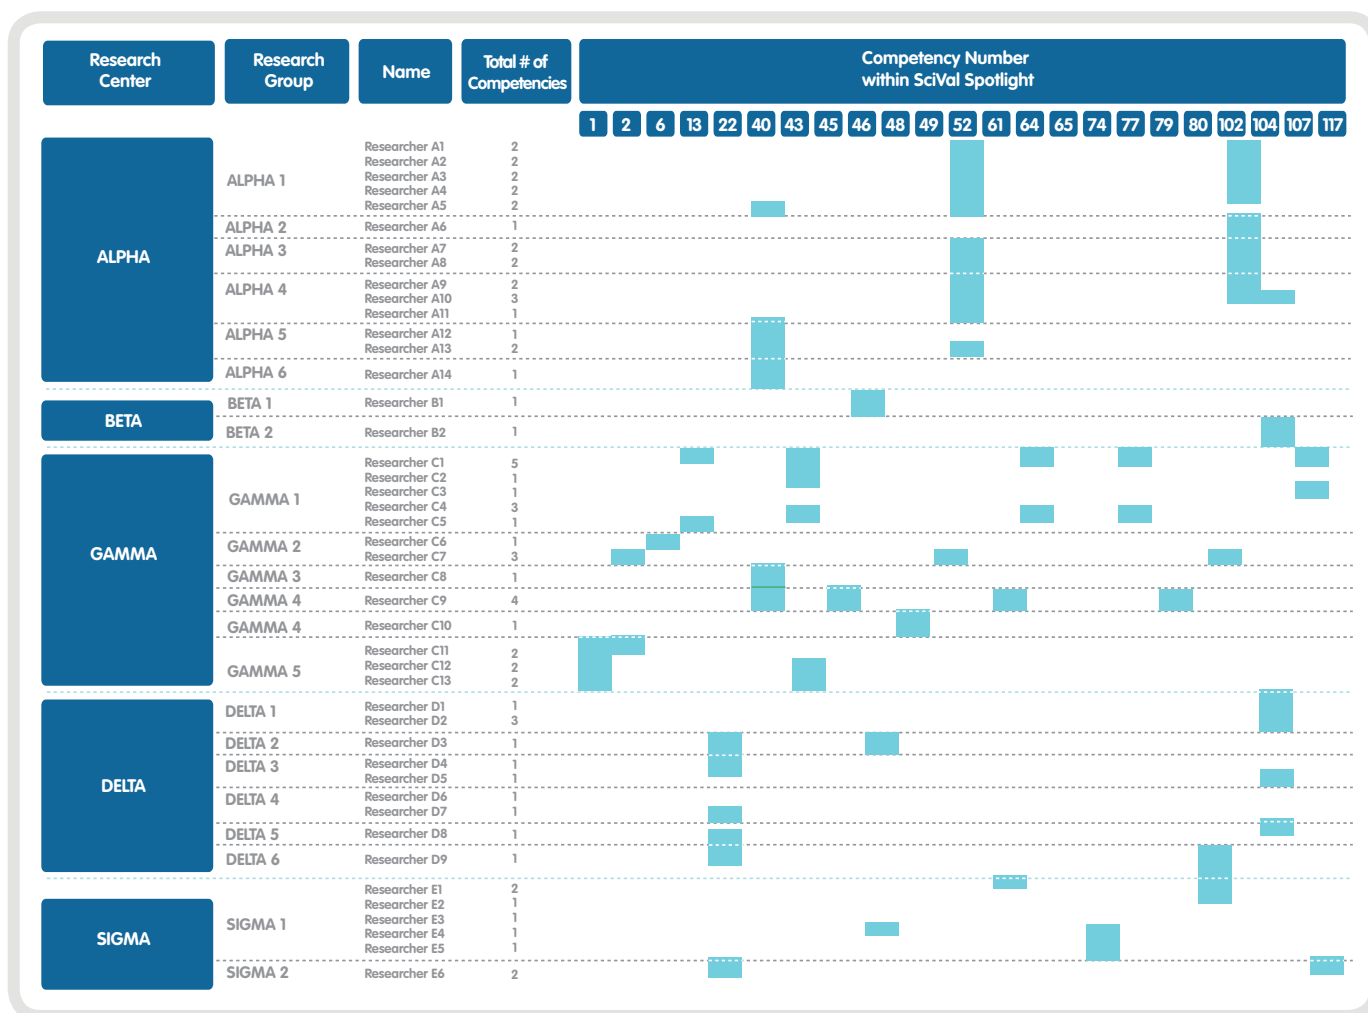 Research Center
Research Group
Name
Total # of Competencies
Competency Number within SciVal Spotlight
1 2 6 13 22 40 43 45 46 48 49 52 61 64 65 74 77 79 80 102 104 107 117
ALPHA
ALPHA 1
Researcher A1 2
Researcher A2 2
Researcher A3 2
Researcher A4 2
Researcher A5 2
ALPHA 2
Researcher A6 1
ALPHA 3
Researcher A7 2
Researcher A8 2
ALPHA 4
Researcher A9 2
Researcher A10 3
Researcher A11 1
ALPHA 5
Researcher A12 1
Researcher A13 2
ALPHA 6
Researcher A14 1
BETA
BETA 1
Researcher B1 1
BETA 2
Researcher B2 1
GAMMA
GAMMA 1
Researcher C1 5
Researcher C2 1
Researcher C3 1
Researcher C4 3
Researcher C5 1
GAMMA 2
Researcher C6 1
Researcher C7 3
GAMMA 3
Researcher C8 1
GAMMA 4
Researcher C9 4
GAMMA 4
Researcher C10 1
GAMMA 5
Researcher C11 2
Researcher C12 2
Researcher C13 2
DELTA
DELTA 1
Researcher D1 1
Researcher D2 3
DELTA 2
Researcher D3 1
DELTA 3
Researcher D4 1
Researcher D5 1
DELTA 4
Researcher D6 1
Researcher D7 1
DELTA 5
Researcher D8 1
DELTA 6
Researcher D9 1
SIGMA
SIGMA 1
Researcher E1 2
Researcher E2 1
Researcher E3 1
Researcher E4 1
Researcher E5 1
SIGMA 2
Researcher E6 2